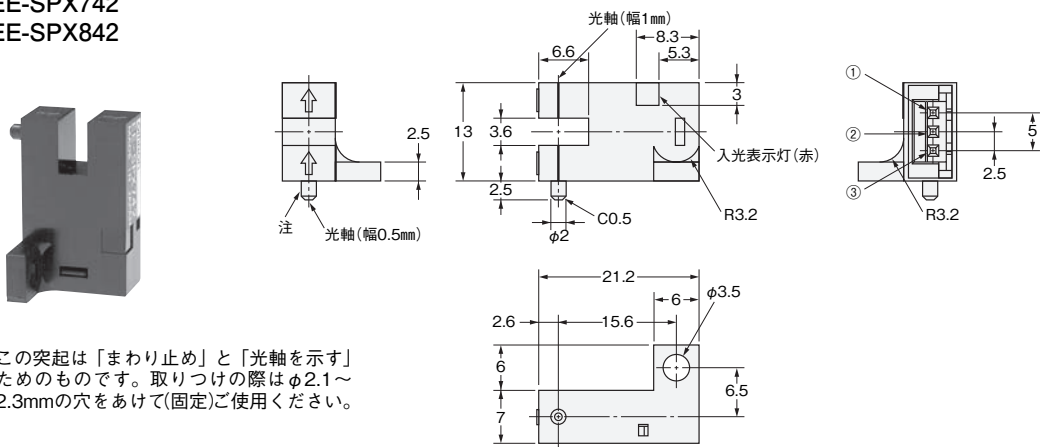 EE-SPX742
EE-SPX842
光軸(幅1mm)
8.3
6.6
5.3
①
3
2.5
13
3.6
②
5
入光表示灯(赤)
2.5
2.5
③
注
光軸(幅0.5mm)
C0.5
R3.2
R3.2
φ2
21.2
6
φ3.5
2.6
15.6
6
6.5
7
この突起は「まわり止め」と「光軸を示す」
ためのものです。取りつけの際はφ2.1〜
2.3mmの穴をあけて(固定)ご使用ください。